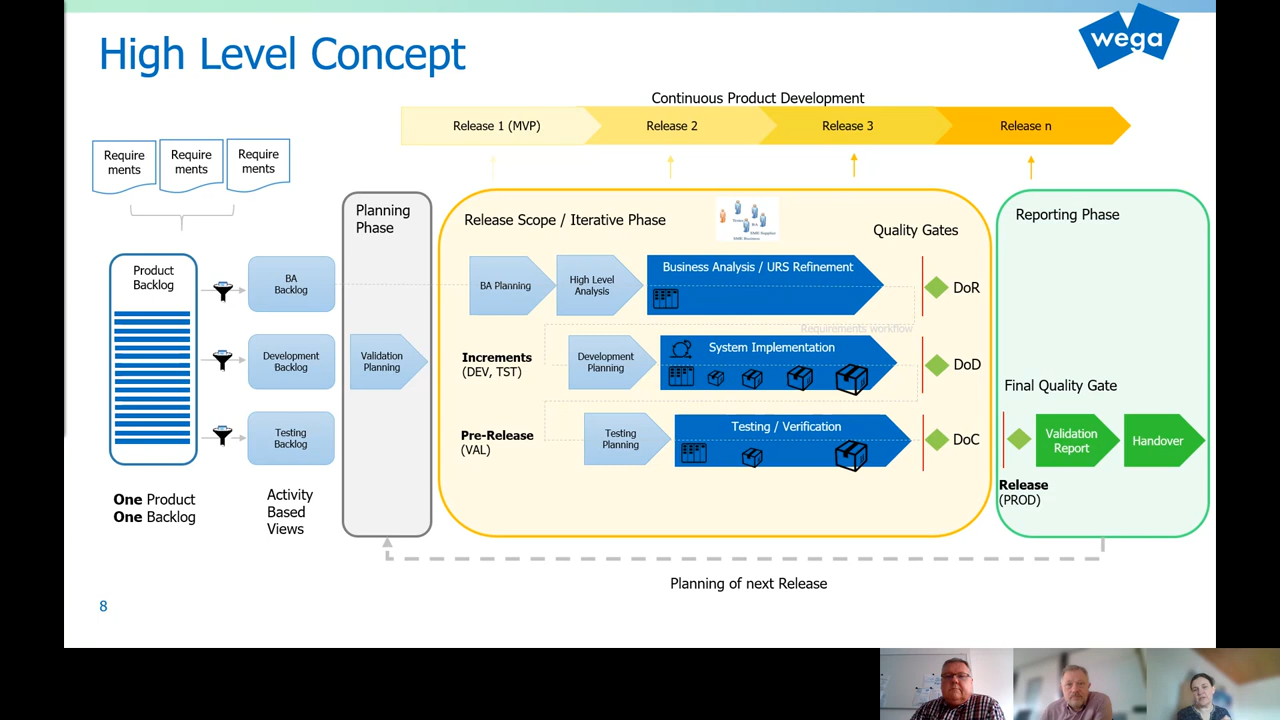 High Level Concept
wega
Continuous Product Development
Release 1 (MVP)
Release 2
Release 3
Release n
Require
ments
Require
ments
Require
ments
Product
Backlog
BA
Backlog
Development
Backlog
Testing
Backlog
One Product
One Backlog
Activity
Based
Views
Planning
Phase
Validation
Planning
Release Scope / Iterative Phase
Quality Gates
BA Planning
High Level
Analysis
Business Analysis / URS Refinement
DoR
Requirements workflow
Increments
(DEV, TST)
Development
Planning
System Implementation
DoD
Pre-Release
(VAL)
Testing
Planning
Testing / Verification
DoC
Reporting Phase
Final Quality Gate
Validation
Report
Handover
Release
(PROD)
Planning of next Release
8